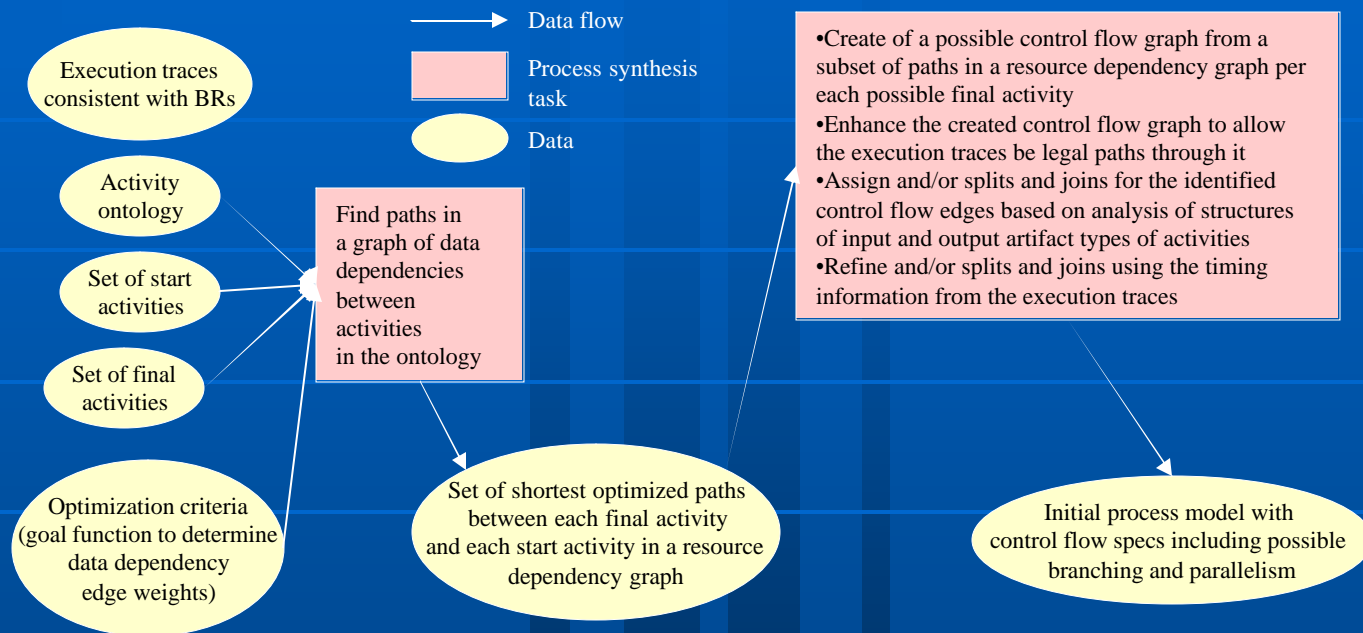 Data flow
Process synthesis
task
Data
Execution traces
consistent with BRs
Activity
ontology
Set of start
activities
Set of final
activities
Optimization criteria
(goal function to determine
data dependency
edge weights)
Find paths in
a graph of data
dependencies
between
activities
in the ontology
Set of shortest optimized paths
between each final activity
and each start activity in a resource
dependency graph
•Create of a possible control flow graph from a
subset of paths in a resource dependency graph per
each possible final activity
•Enhance the created control flow graph to allow
the execution traces be legal paths through it
•Assign and/or splits and joins for the identified
control flow edges based on analysis of structures
of input and output artifact types of activities
•Refine and/or splits and joins using the timing
information from the execution traces
Initial process model with
control flow specs including possible
branching and parallelism